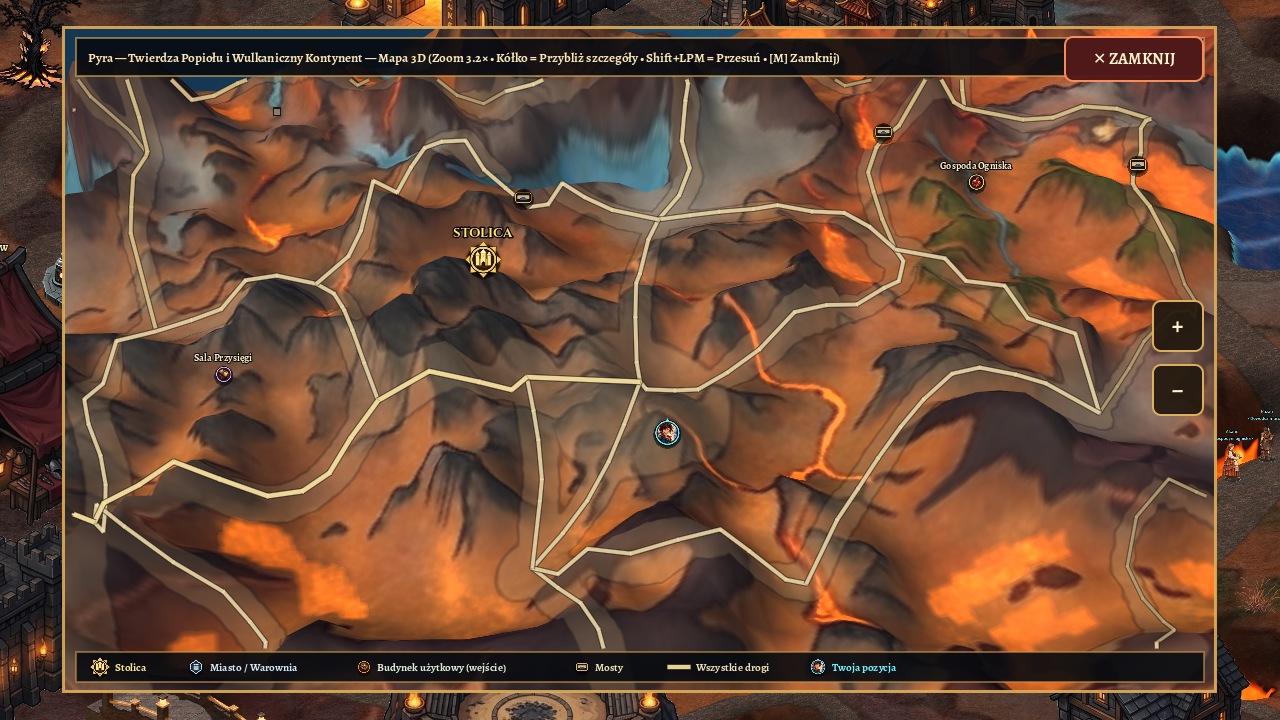 Pyra — Twierdza Popiołu i Wulkaniczny Kontynent — Mapa 3D (Zoom 3.2× • Kółko = Przybliż szczegóły • Shift+LPM = Przesuń • [M] Zamknij)
✕ ZAMKNIJ
Gospoda Ogniska
STOLICA
Sala Przysięgi
+
−
Stolica
Miasto / Warownia
Budynek użytkowy (wejście)
Mosty
Wszystkie drogi
Twoja pozycja